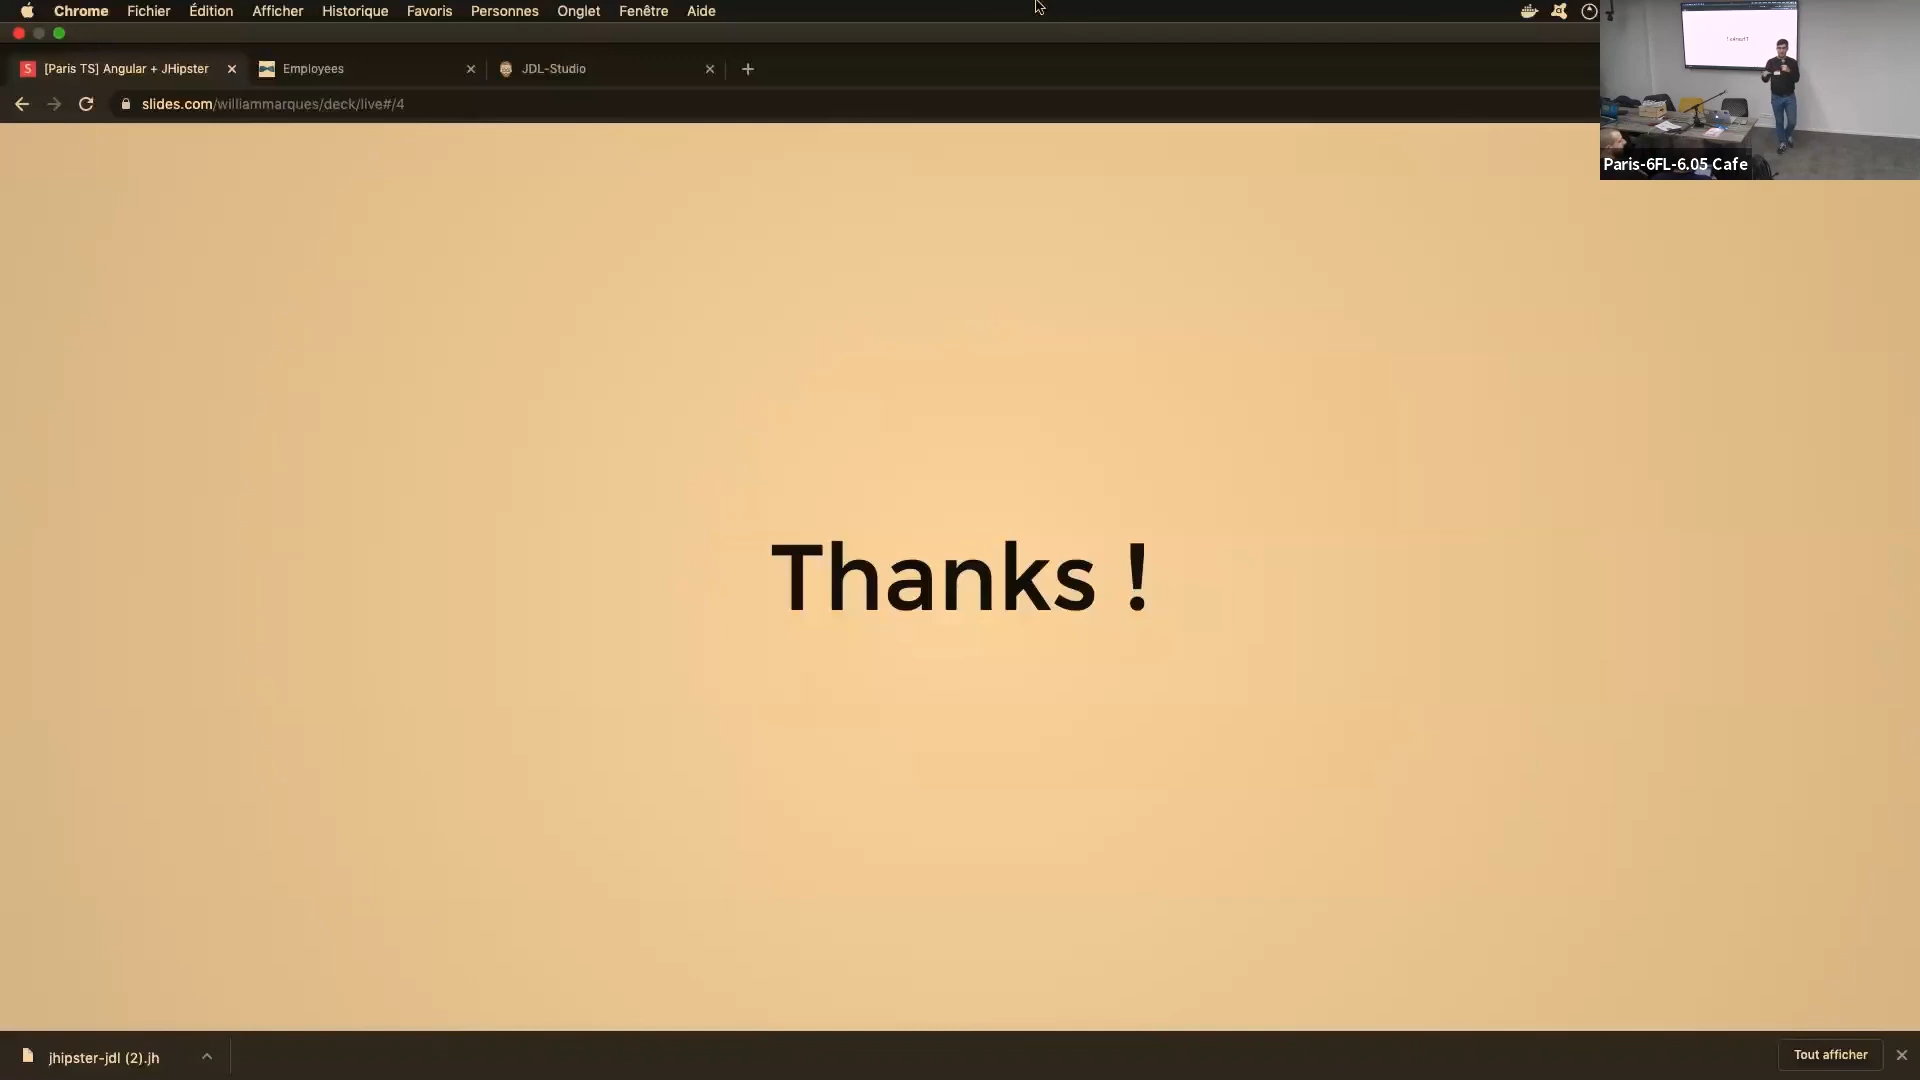 Chrome Fichier Édition Afficher Historique Favoris Personnes Onglet Fenêtre Aide
[Paris TS] Angular + JHipster
Employees
JDL-Studio
slides.com/williammarques/deck/live#/4
Paris-6FL-6.05 Cafe
Thanks !
jhipster-jdl (2).jh
Tout afficher